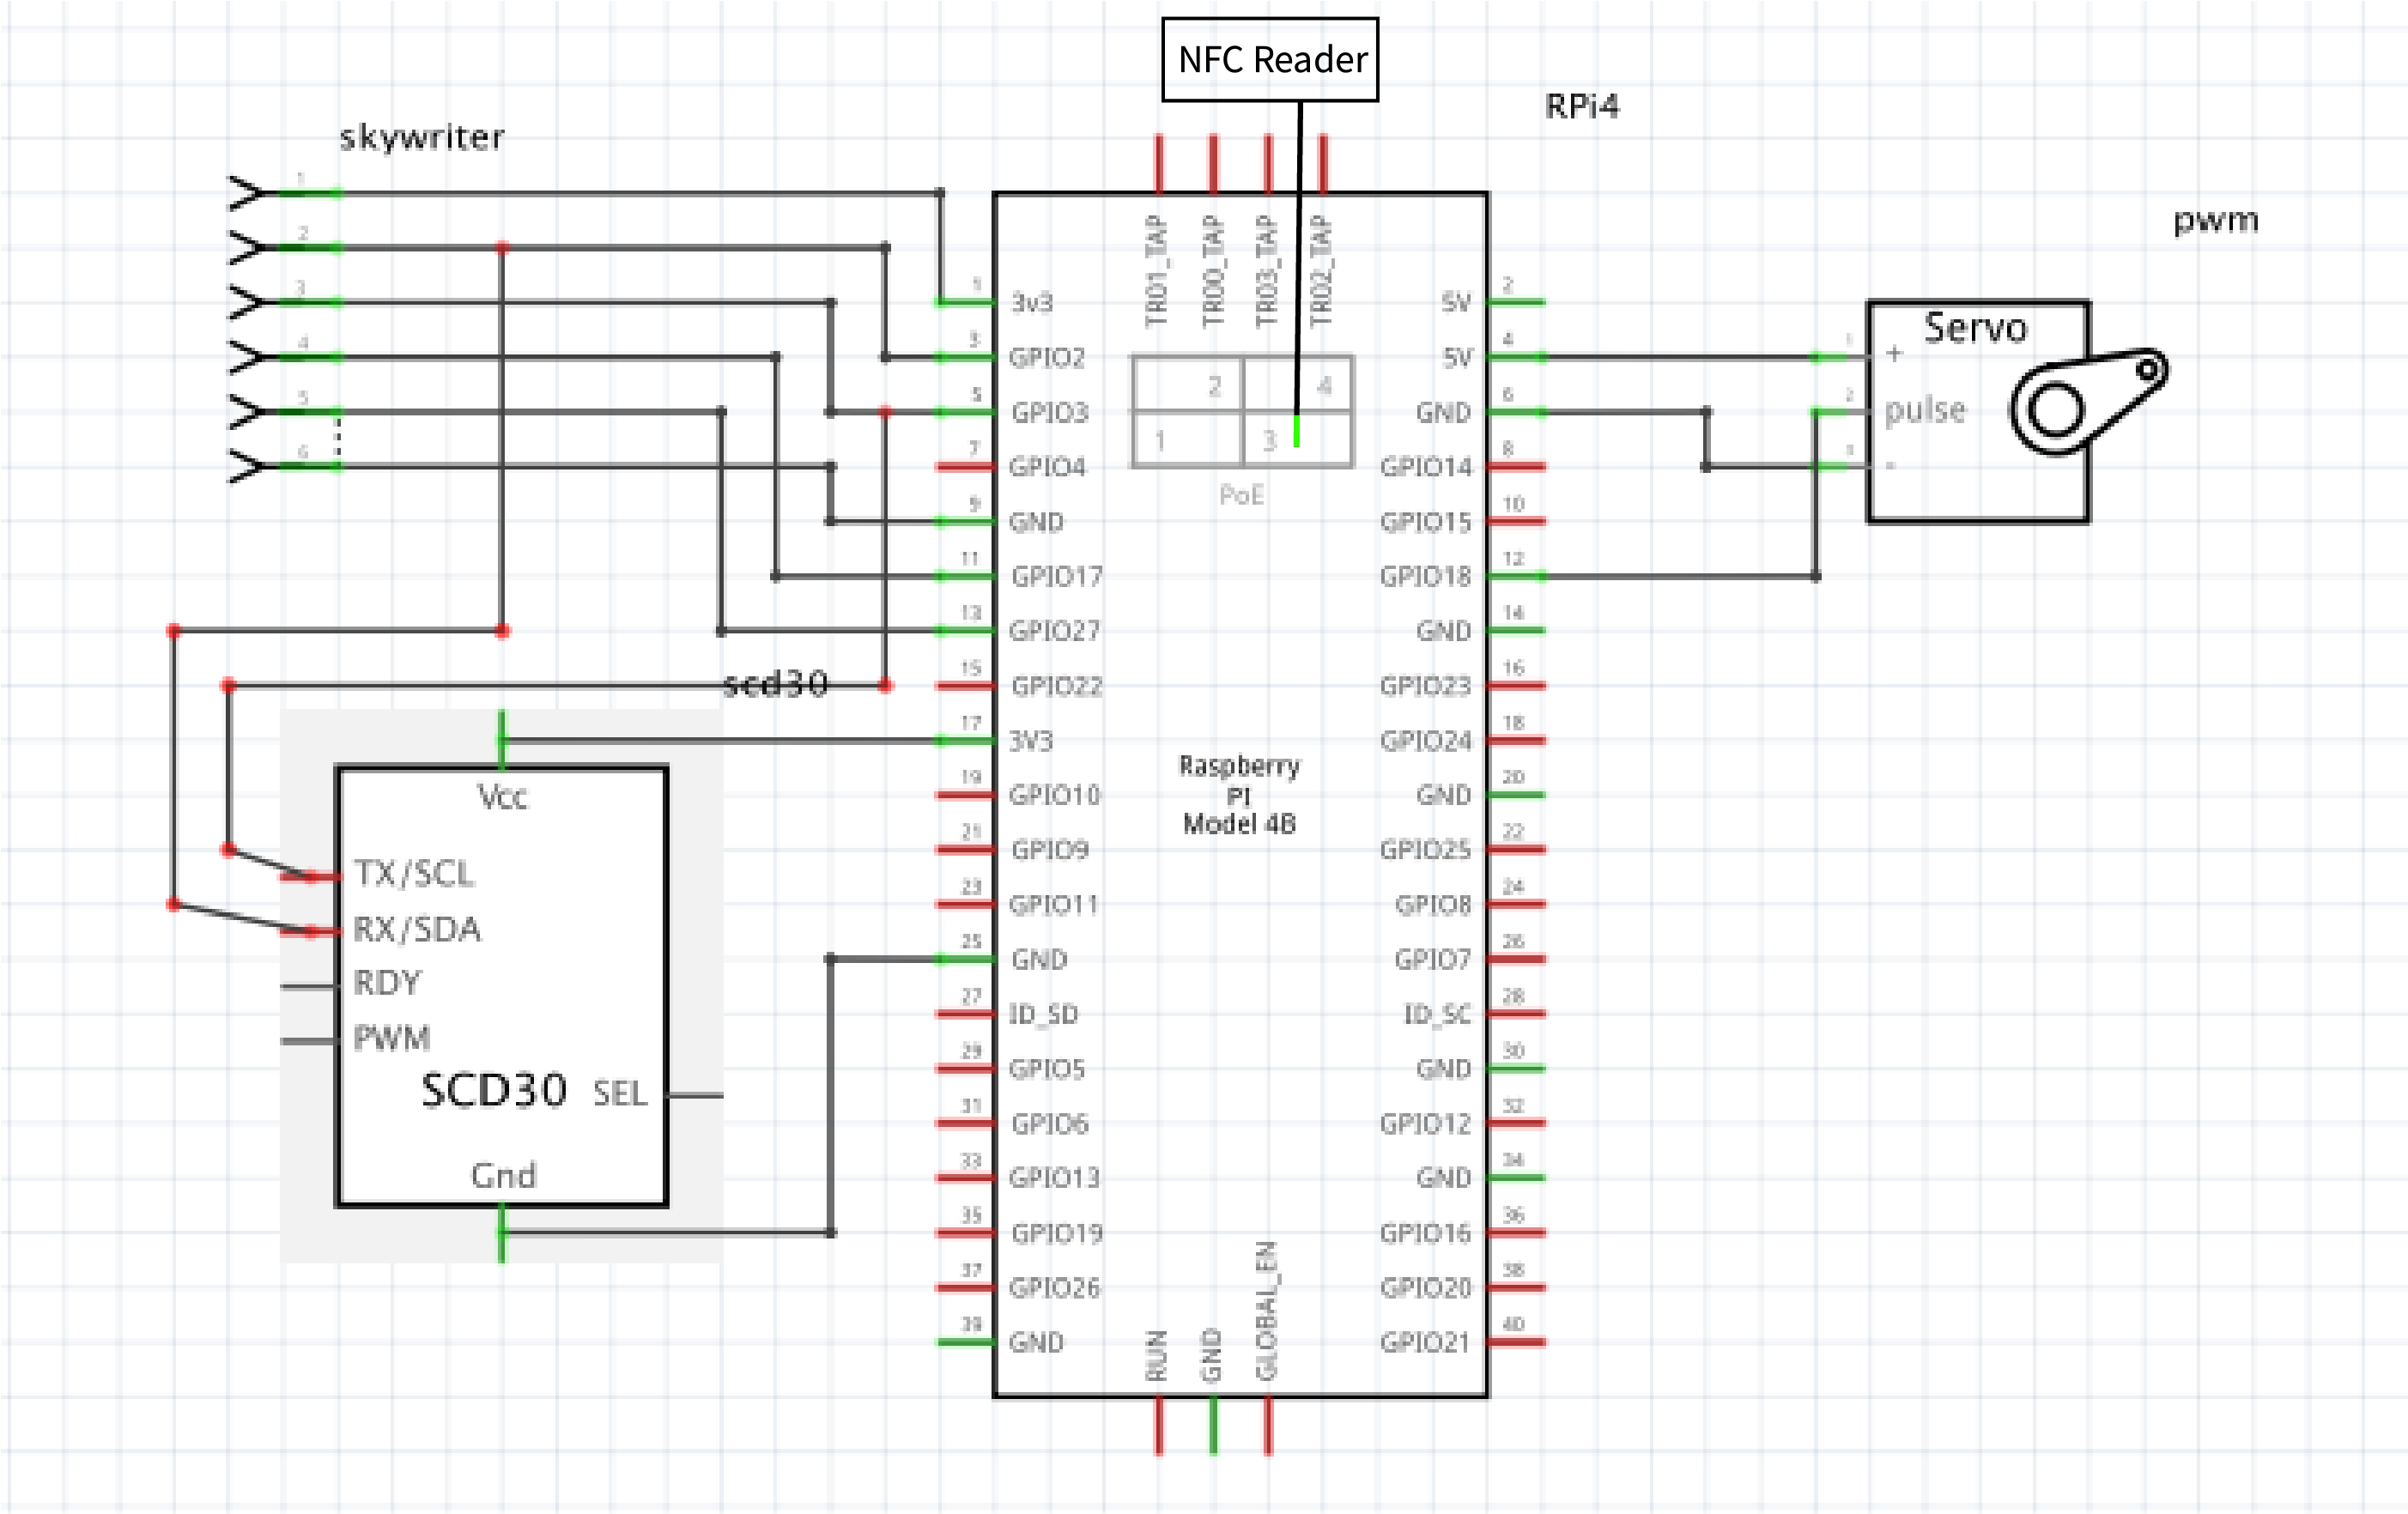 NFC Reader
RPi4
skywriter
pwm
1
2
3
4
5
6
TR01_TAP
TR00_TAP
TR03_TAP
TR02_TAP
2 4
1 3
PoE
3v3
3 GPIO2
GPIO3
7 GPIO4
9 GND
11 GPIO17
13 GPIO27
15 GPIO22
17 3V3
19 GPIO10
21 GPIO9
23 GPIO11
25 GND
27 ID_SD
29 GPIO5
31 GPIO6
33 GPIO13
35 GPIO19
37 GPIO26
39 GND
5V 2
5V 4
GND 6
GPIO14 8
GPIO15 10
GPIO18 12
GND 14
GPIO23 16
GPIO24 18
GND 20
GPIO25 22
GPIO8 24
GPIO7 26
ID_SC 28
GND 30
GPIO12 32
GND 34
GPIO16 36
GPIO20 38
GPIO21 40
Raspberry
PI
Model 4B
RUN
GND
GLOBAL_EN
Servo
1 +
2 pulse
3 -
scd30
Vcc
TX/SCL
RX/SDA
RDY
PWM
SCD30 SEL
Gnd